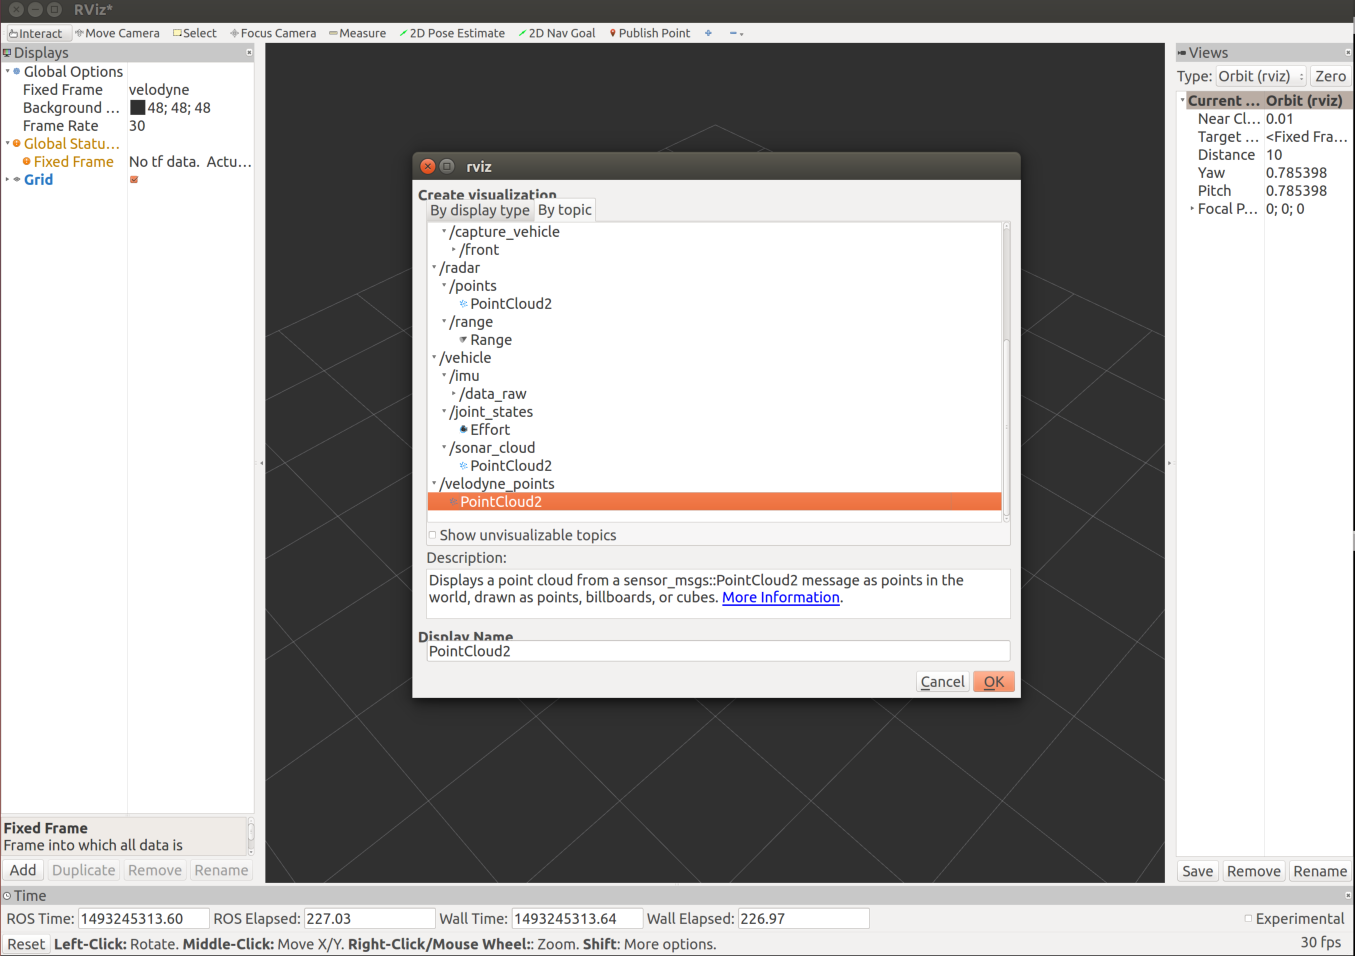 RViz*
Interact Move Camera Select Focus Camera Measure 2D Pose Estimate 2D Nav Goal Publish Point
Displays
Global Options
Fixed Frame velodyne
Background ... 48; 48; 48
Frame Rate 30
Global Statu...
Fixed Frame No tf data. Actu...
Grid
rviz
Create visualization
By display type By topic
/capture_vehicle
/front
/radar
/points
PointCloud2
/range
Range
/vehicle
/imu
/data_raw
/joint_states
Effort
/sonar_cloud
PointCloud2
/velodyne_points
PointCloud2
Show unvisualizable topics
Description:
Displays a point cloud from a sensor_msgs::PointCloud2 message as points in the
world, drawn as points, billboards, or cubes. More Information.
Display Name
PointCloud2
Cancel OK
Views
Type: Orbit (rviz) Zero
Current ... Orbit (rviz)
Near Cl... 0.01
Target ... <Fixed Fra...
Distance 10
Yaw 0.785398
Pitch 0.785398
Focal P... 0; 0; 0
Fixed Frame
Frame into which all data is
Add Duplicate Remove Rename
Save Remove Rename
Time
ROS Time: 1493245313.60 ROS Elapsed: 227.03 Wall Time: 1493245313.64 Wall Elapsed: 226.97 Experimental
Reset Left-Click: Rotate. Middle-Click: Move X/Y. Right-Click/Mouse Wheel:: Zoom. Shift: More options. 30 fps